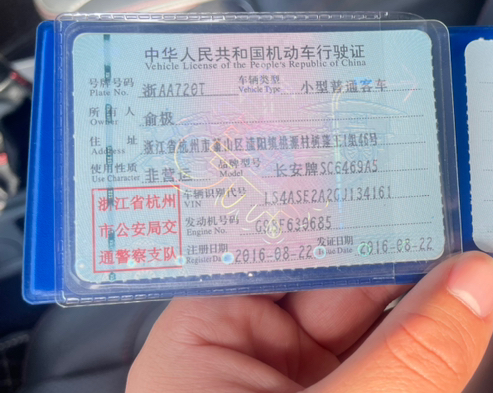 中华人民共和国机动车行驶证
Vehicle License of the People's Republic of China
号牌号码 浙AA720T 车辆类型 小型普通客车
Plate No. Vehicle Type
所有人 俞极
Owner
住址 浙江省杭州市萧山区
Address
使用性质 非营运 品牌型号 长安牌SC6469A5
Use Character Model
浙江省杭州 车辆识别代号 LS4ASE2A2GJ134161
VIN
市公安局交 发动机号码
Engine No.
通警察支队 注册日期 2016-08-22 发证日期 2016-08-22
Register Date Issue Date